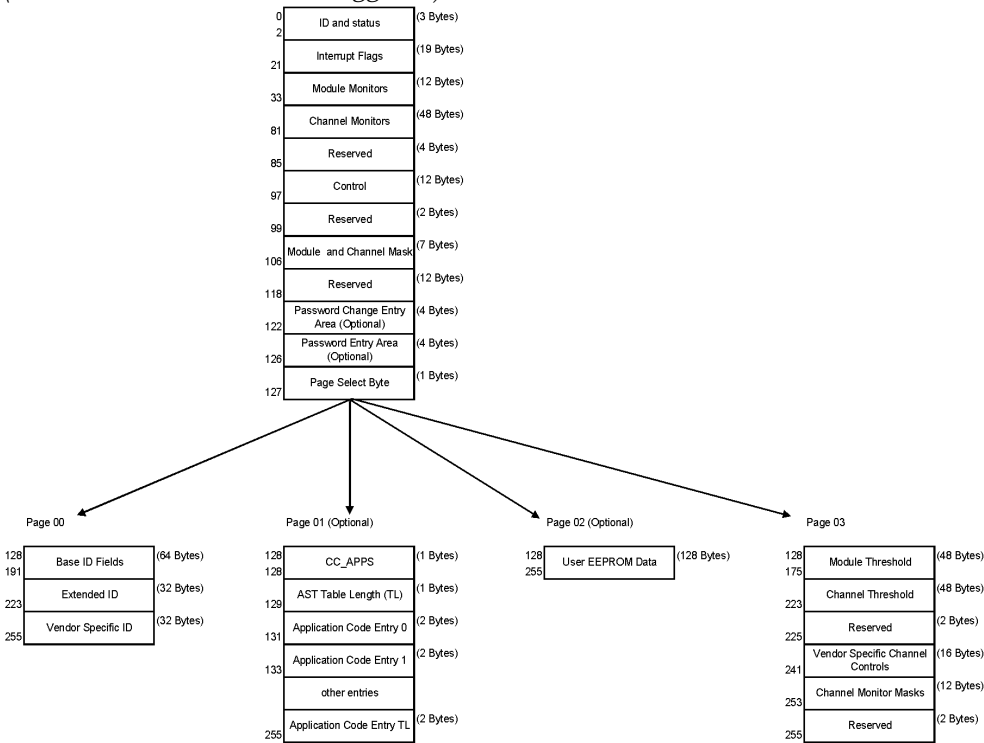 0
ID and status
(3 Bytes)
2
Interrupt Flags
(19 Bytes)
21
Module Monitors
(12 Bytes)
33
Channel Monitors
(48 Bytes)
81
Reserved
(4 Bytes)
85
Control
(12 Bytes)
97
Reserved
(2 Bytes)
99
Module and Channel Mask
(7 Bytes)
106
Reserved
(12 Bytes)
118
Password Change Entry
Area (Optional)
(4 Bytes)
122
Password Entry Area
(Optional)
(4 Bytes)
126
Page Select Byte
(1 Bytes)
127
Page 00
128
Base ID Fields
(64 Bytes)
191
Extended ID
(32 Bytes)
223
Vendor Specific ID
(32 Bytes)
255
Page 01 (Optional)
128
CC_APPS
(1 Bytes)
128
AST Table Length (TL)
(1 Bytes)
129
Application Code Entry 0
(2 Bytes)
131
Application Code Entry 1
(2 Bytes)
133
other entries
Application Code Entry TL
(2 Bytes)
255
Page 02 (Optional)
128
User EEPROM Data
(128 Bytes)
255
Page 03
128
Module Threshold
(48 Bytes)
175
Channel Threshold
(48 Bytes)
223
Reserved
(2 Bytes)
225
Vendor Specific Channel
Controls
(16 Bytes)
241
Channel Monitor Masks
(12 Bytes)
253
Reserved
(2 Bytes)
255